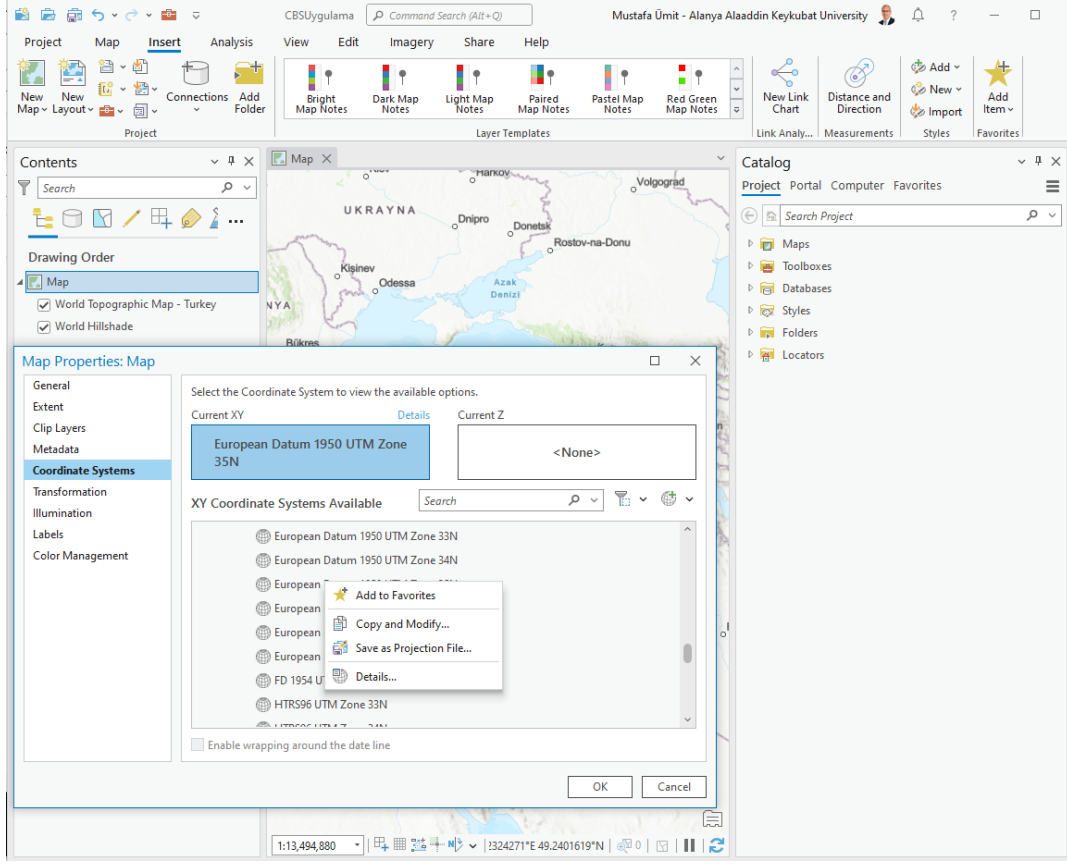 CBSUygulama
Command Search (Alt+Q)
Mustafa Ümit - Alanya Alaaddin Keykubat University
?
Project Map Insert Analysis View Edit Imagery Share Help
New Map
New Layout
Connections
Add Folder
Project
Bright Map Notes
Dark Map Notes
Light Map Notes
Paired Map Notes
Pastel Map Notes
Red Green Map Notes
Layer Templates
New Link Chart
Link Analy...
Distance and Direction
Measurements
Add
New
Import
Styles
Add Item
Favorites
Contents
Search
Drawing Order
Map
World Topographic Map - Turkey
World Hillshade
Map
Harkov
Volgograd
UKRAYNA
Dnipro
Donetsk
Rostov-na-Donu
Kişinev
Odessa
Azak
Denizi
NYA
Bükreş
Catalog
Project Portal Computer Favorites
Search Project
Maps
Toolboxes
Databases
Styles
Folders
Locators
Map Properties: Map
General
Extent
Clip Layers
Metadata
Coordinate Systems
Transformation
Illumination
Labels
Color Management
Select the Coordinate System to view the available options.
Current XY Details Current Z
European Datum 1950 UTM Zone
35N
<None>
XY Coordinate Systems Available
Search
European Datum 1950 UTM Zone 33N
European Datum 1950 UTM Zone 34N
European
European
European
European
FD 1954 U
HTRS96 UTM Zone 33N
Add to Favorites
Copy and Modify...
Save as Projection File...
Details...
Enable wrapping around the date line
OK Cancel
1:13,494,880
324271°E 49.2401619°N
0